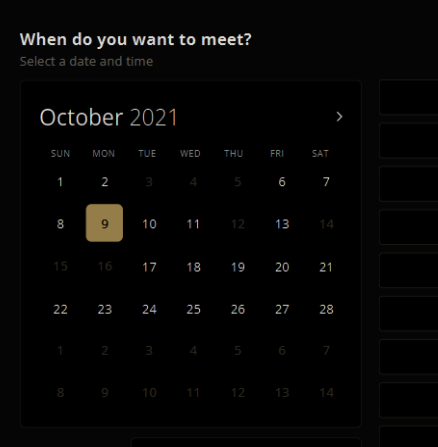 When do you want to meet?
Select a date and time
October 2021
SUN MON TUE WED THU FRI SAT
1 2 3 4 5 6 7
8 9 10 11 12 13 14
15 16 17 18 19 20 21
22 23 24 25 26 27 28
1 2 3 4 5 6 7
8 9 10 11 12 13 14